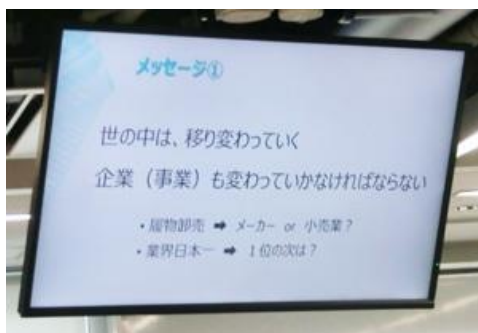 メッセージ①
世の中は、移り変わっていく
企業（事業）も変わっていかなければならない
・履物卸売 ➡ メーカー or 小売業？
・業界日本一 ➡ 1位の次は？